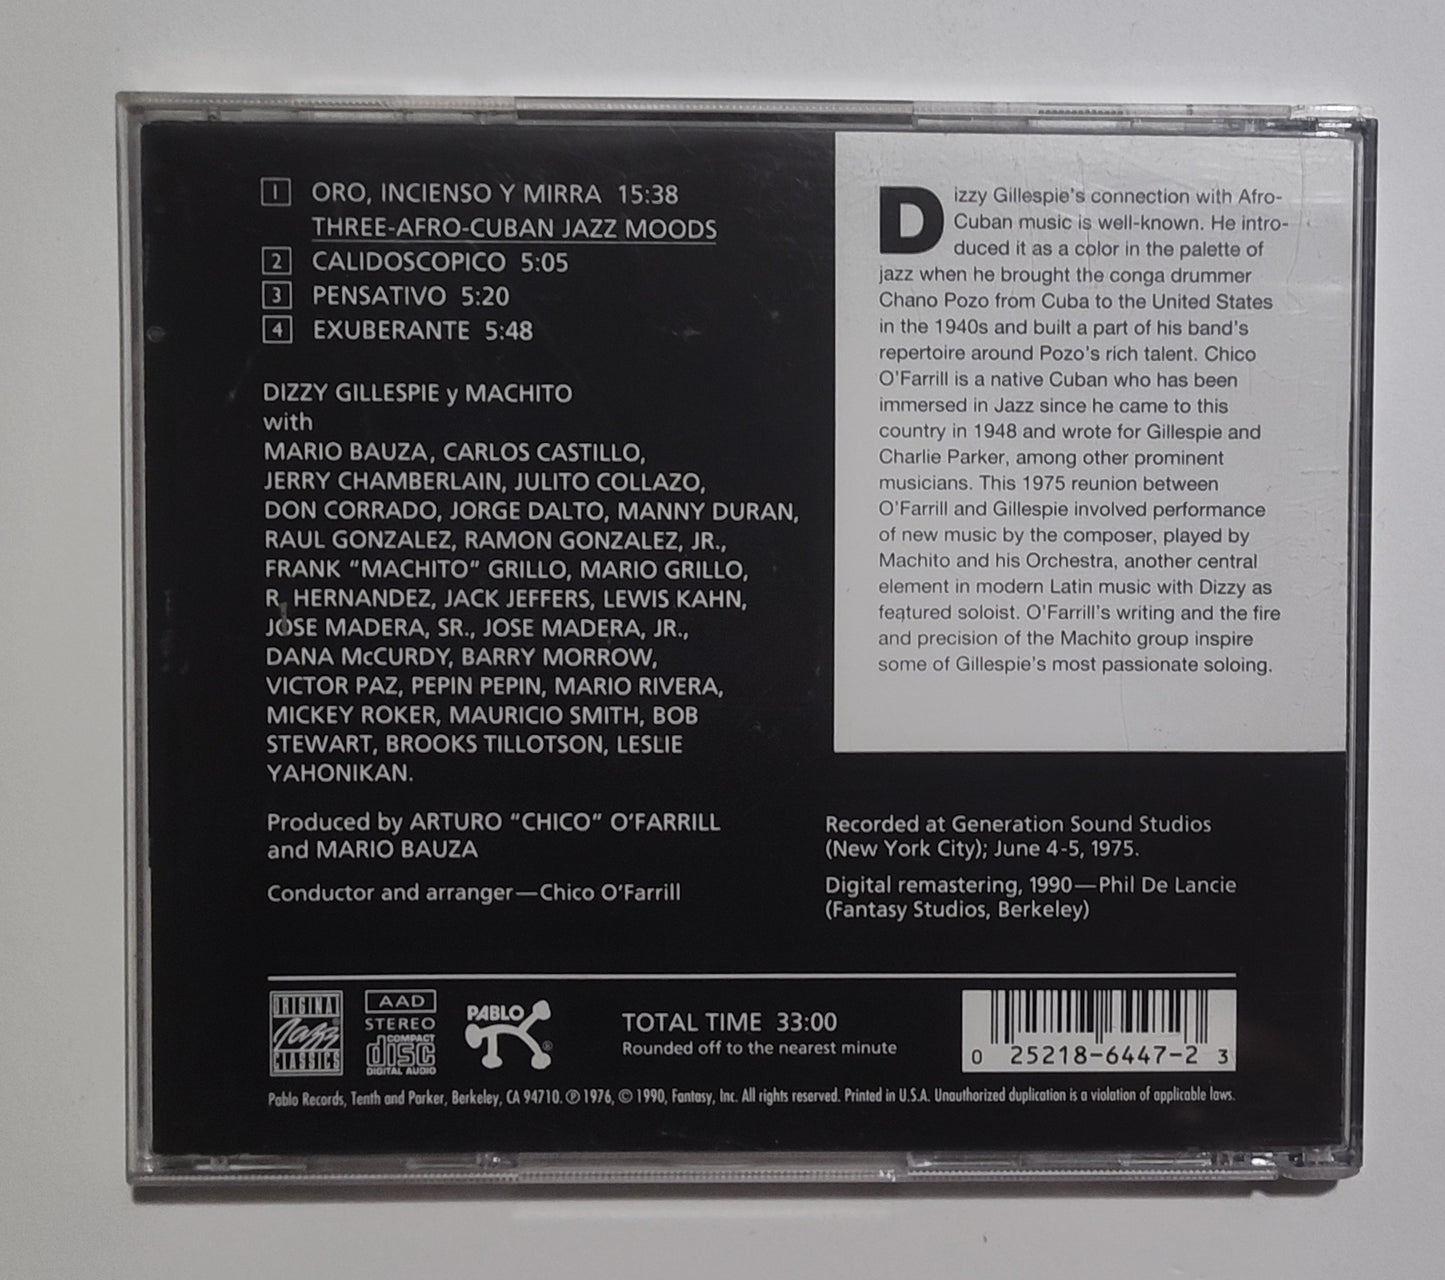 1 ORO, INCIENSO Y MIRRA 15:38
THREE-AFRO-CUBAN JAZZ MOODS
2 CALIDOSCOPICO 5:05
3 PENSATIVO 5:20
4 EXUBERANTE 5:48
DIZZY GILLESPIE y MACHITO
with
MARIO BAUZA, CARLOS CASTILLO,
JERRY CHAMBERLAIN, JULITO COLLAZO,
DON CORRADO, JORGE DALTO, MANNY DURAN,
RAUL GONZALEZ, RAMON GONZALEZ, JR.,
FRANK "MACHITO" GRILLO, MARIO GRILLO,
R. HERNANDEZ, JACK JEFFERS, LEWIS KAHN,
JOSE MADERA, SR., JOSE MADERA, JR.,
DANA McCURDY, BARRY MORROW,
VICTOR PAZ, PEPIN PEPIN, MARIO RIVERA,
MICKEY ROKER, MAURICIO SMITH, BOB
STEWART, BROOKS TILLOTSON, LESLIE
YAHONIKAN.
Produced by ARTURO "CHICO" O'FARRILL
and MARIO BAUZA
Conductor and arranger—Chico O'Farrill
Dizzy Gillespie's connection with Afro-
Cuban music is well-known. He intro-
duced it as a color in the palette of
jazz when he brought the conga drummer
Chano Pozo from Cuba to the United States
in the 1940s and built a part of his band's
repertoire around Pozo's rich talent. Chico
O'Farrill is a native Cuban who has been
immersed in Jazz since he came to this
country in 1948 and wrote for Gillespie and
Charlie Parker, among other prominent
musicians. This 1975 reunion between
O'Farrill and Gillespie involved performance
of new music by the composer, played by
Machito and his Orchestra, another central
element in modern Latin music with Dizzy as
featured soloist. O'Farrill's writing and the fire
and precision of the Machito group inspire
some of Gillespie's most passionate soloing.
Recorded at Generation Sound Studios
(New York City); June 4-5, 1975.
Digital remastering, 1990—Phil De Lancie
(Fantasy Studios, Berkeley)
ORIGINAL
Jazz
CLASSICS
AAD
STEREO
COMPACT
disc
DIGITAL AUDIO
PABLO
®
TOTAL TIME 33:00
Rounded off to the nearest minute
0 25218-6447-2 3
Pablo Records, Tenth and Parker, Berkeley, CA 94710. ℗ 1976, © 1990, Fantasy, Inc. All rights reserved. Printed in U.S.A. Unauthorized duplication is a violation of applicable laws.